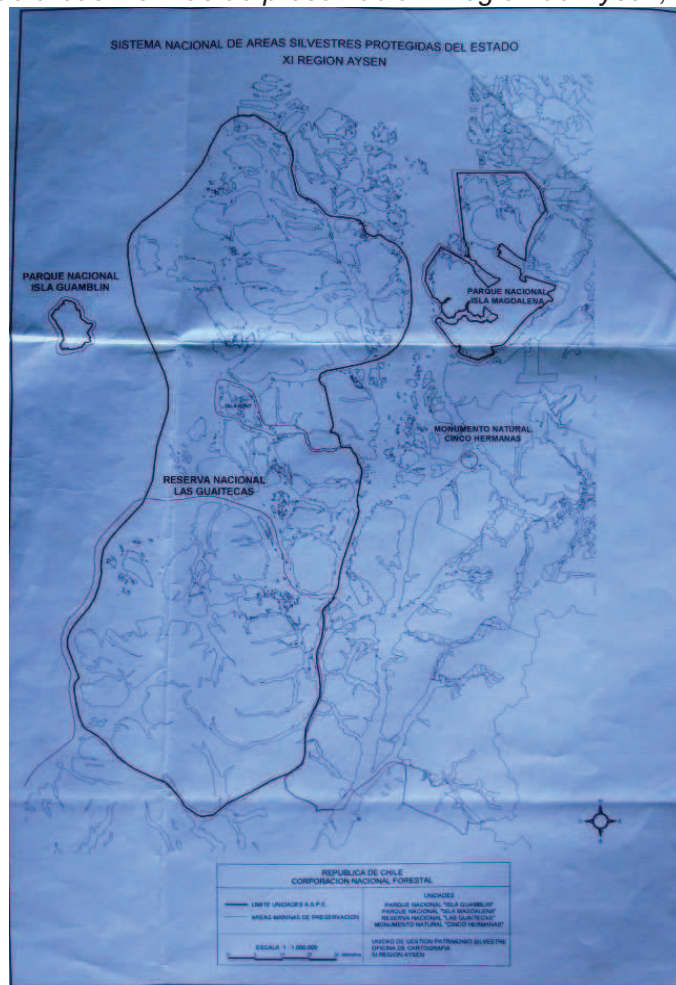 SISTEMA NACIONAL DE AREAS SILVESTRES PROTEGIDAS DEL ESTADO
XI REGION AYSEN
PARQUE NACIONAL
ISLA GUAMBLIN
PARQUE NACIONAL
ISLA MAGDALENA
MONUMENTO NATURAL
CINCO HERMANAS
RESERVA NACIONAL
LAS GUAITECAS
REPUBLICA DE CHILE
CORPORACION NACIONAL FORESTAL
LIMITE UNIDADES A.S.P.E.
AREAS MARINAS DE PRESERVACION
ESCALA 1 : 1.000.000
UNIDADES
PARQUE NACIONAL "ISLA GUAMBLIN"
PARQUE NACIONAL "ISLA MAGDALENA"
RESERVA NACIONAL "LAS GUAITECAS"
MONUMENTO NATURAL "CINCO HERMANAS"
UNIDAD DE GESTION PATRIMONIO SILVESTRE
OFICINA DE CARTOGRAFIA
XI REGION AYSEN